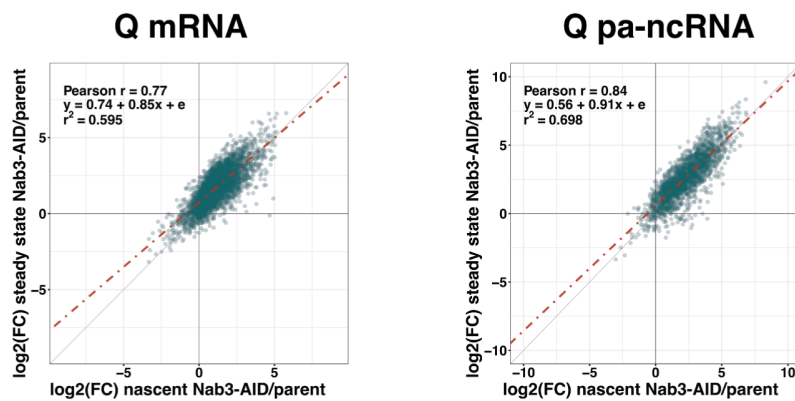 Q mRNA
log2(FC) steady state Nab3-AID/parent
Pearson r = 0.77
y = 0.74 + 0.85x + e
r² = 0.595
5
0
−5
−5
0
5
log2(FC) nascent Nab3-AID/parent
Q pa-ncRNA
log2(FC) steady state Nab3-AID/parent
Pearson r = 0.84
y = 0.56 + 0.91x + e
r² = 0.698
10
5
0
−5
−10
−10
−5
0
5
10
log2(FC) nascent Nab3-AID/parent